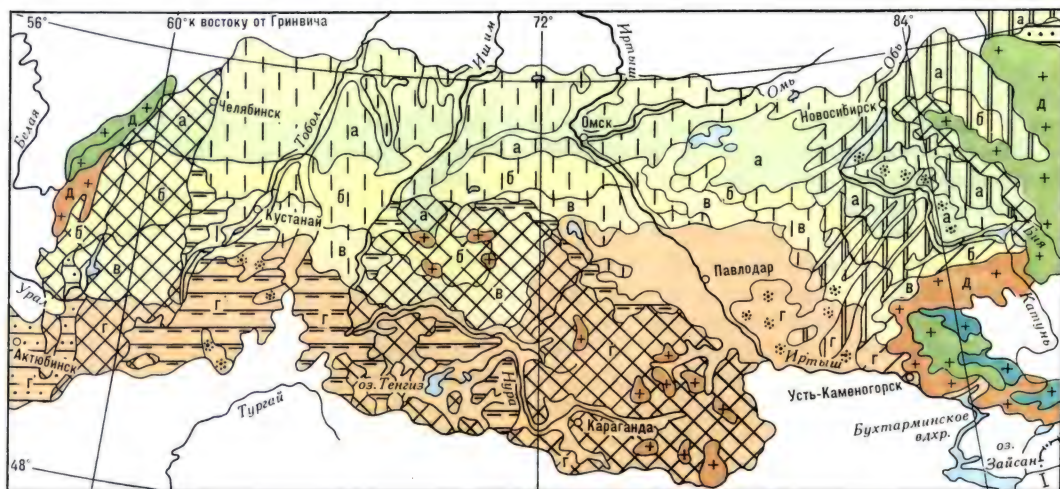 56°
60° к востоку от Гринвича
72°
84°
Белая
Челябинск
Тобол
Ишим
Иртыш
Омь
Обь
Омск
Новосибирск
а
а
а
а
а
а
а
а
б
б
б
б
б
б
б
б
в
в
в
в
в
в
в
г
г
г
г
г
г
г
г
д
д
д
д
Кустанай
Павлодар
Бия
Катунь
Урал
Актюбинск
оз. Тенгиз
Нура
Иртыш
Усть-Каменогорск
Тургай
Караганда
Бухтарминское
вдхр.
оз.
Зайсан
48°